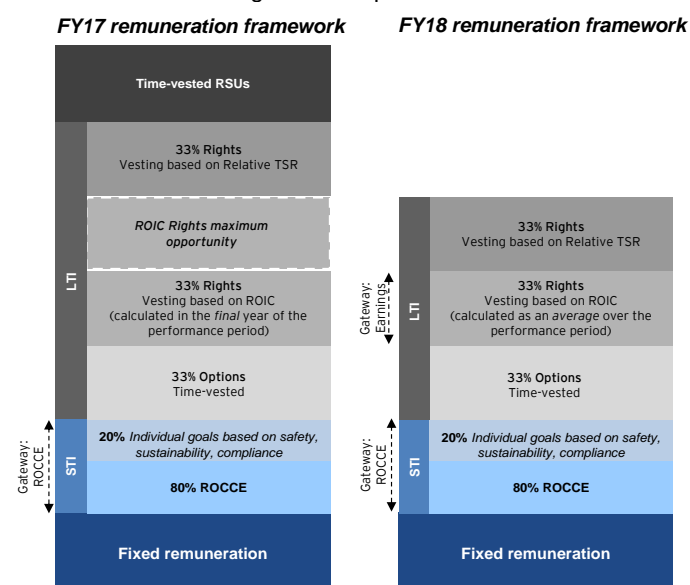 FY17 remuneration framework
Time-vested RSUs
LTI
33% Rights
Vesting based on Relative TSR
ROIC Rights maximum
opportunity
33% Rights
Vesting based on ROIC
(calculated in the final year of the
performance period)
33% Options
Time-vested
Gateway:
ROCCE
STI
20% Individual goals based on safety,
sustainability, compliance
80% ROCCE
Fixed remuneration
FY18 remuneration framework
LTI
33% Rights
Vesting based on Relative TSR
Gateway:
Earnings
33% Rights
Vesting based on ROIC
(calculated as an average over the
performance period)
33% Options
Time-vested
Gateway:
ROCCE
STI
20% Individual goals based on safety,
sustainability, compliance
80% ROCCE
Fixed remuneration